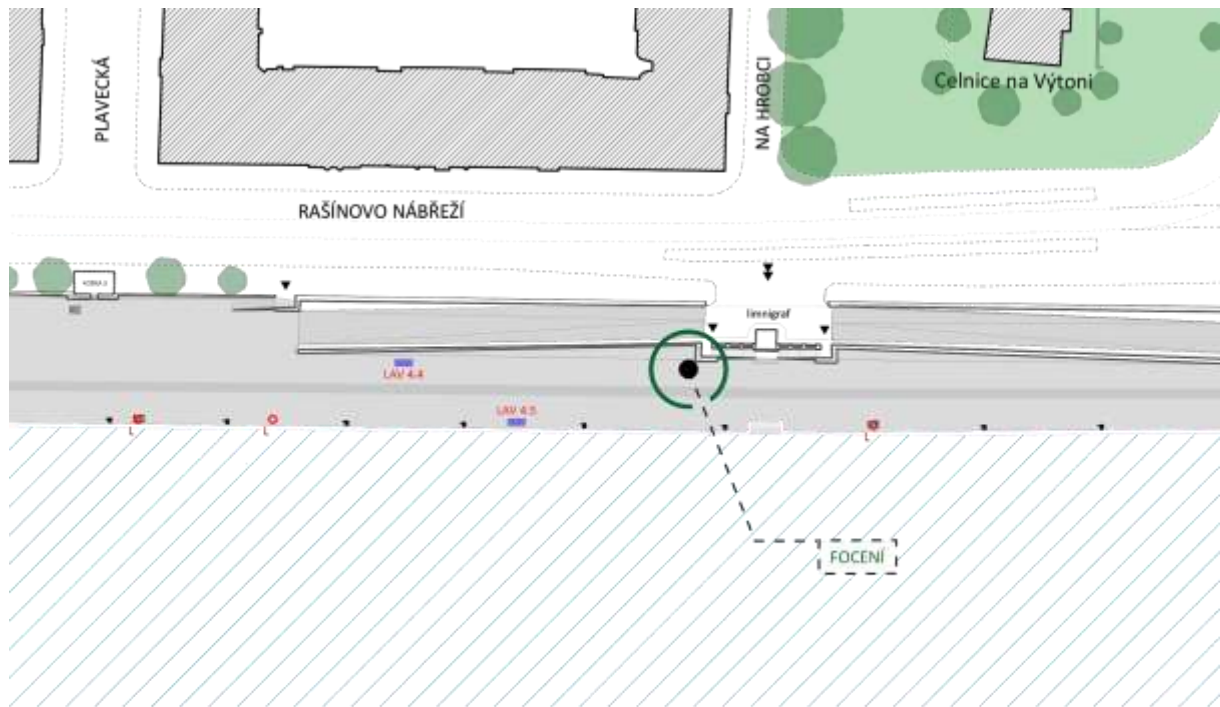 PLAVECKÁ
NA HROBCI
Celnice na Výtoni
RAŠÍNOVO NÁBŘEŽÍ
limnigraf
LAV 4.4
LAV 4.5
L
L
L
FOCENÍ